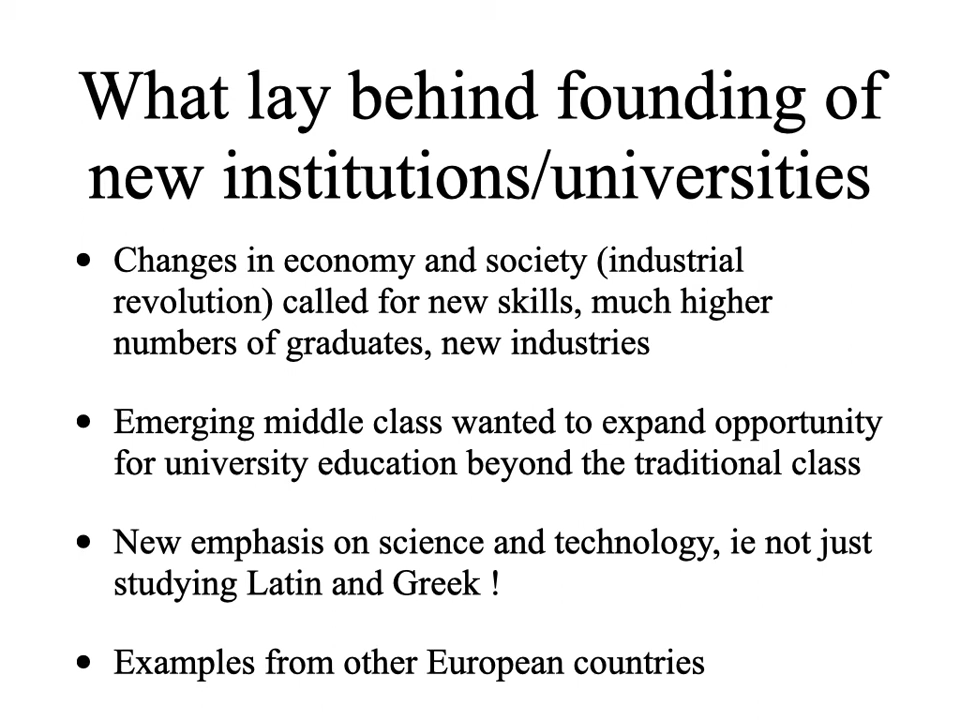 What lay behind founding of
new institutions/universities
• Changes in economy and society (industrial
revolution) called for new skills, much higher
numbers of graduates, new industries
• Emerging middle class wanted to expand opportunity
for university education beyond the traditional class
• New emphasis on science and technology, ie not just
studying Latin and Greek !
• Examples from other European countries